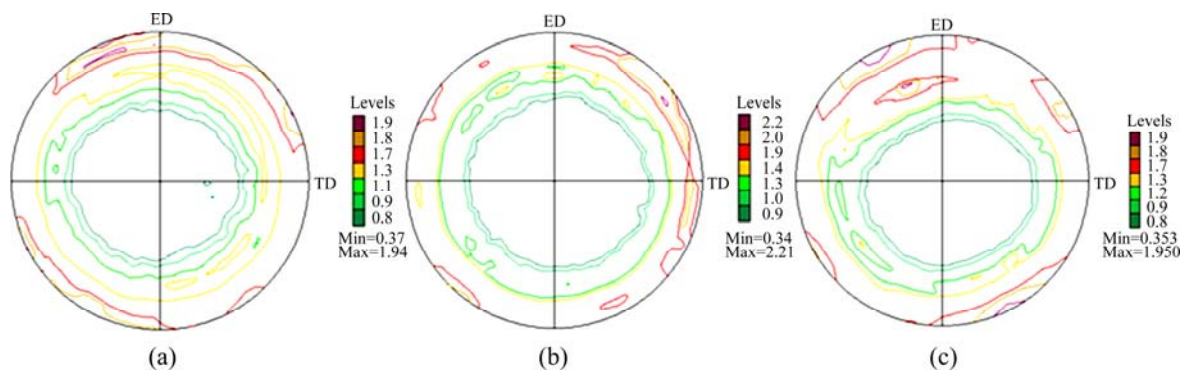 ED
TD
Levels
1.9
1.8
1.7
1.3
1.1
0.9
0.8
Min=0.37
Max=1.94
(a)
ED
TD
Levels
2.2
2.0
1.9
1.4
1.3
1.0
0.9
Min=0.34
Max=2.21
(b)
ED
TD
Levels
1.9
1.8
1.7
1.3
1.2
0.9
0.8
Min=0.353
Max=1.950
(c)